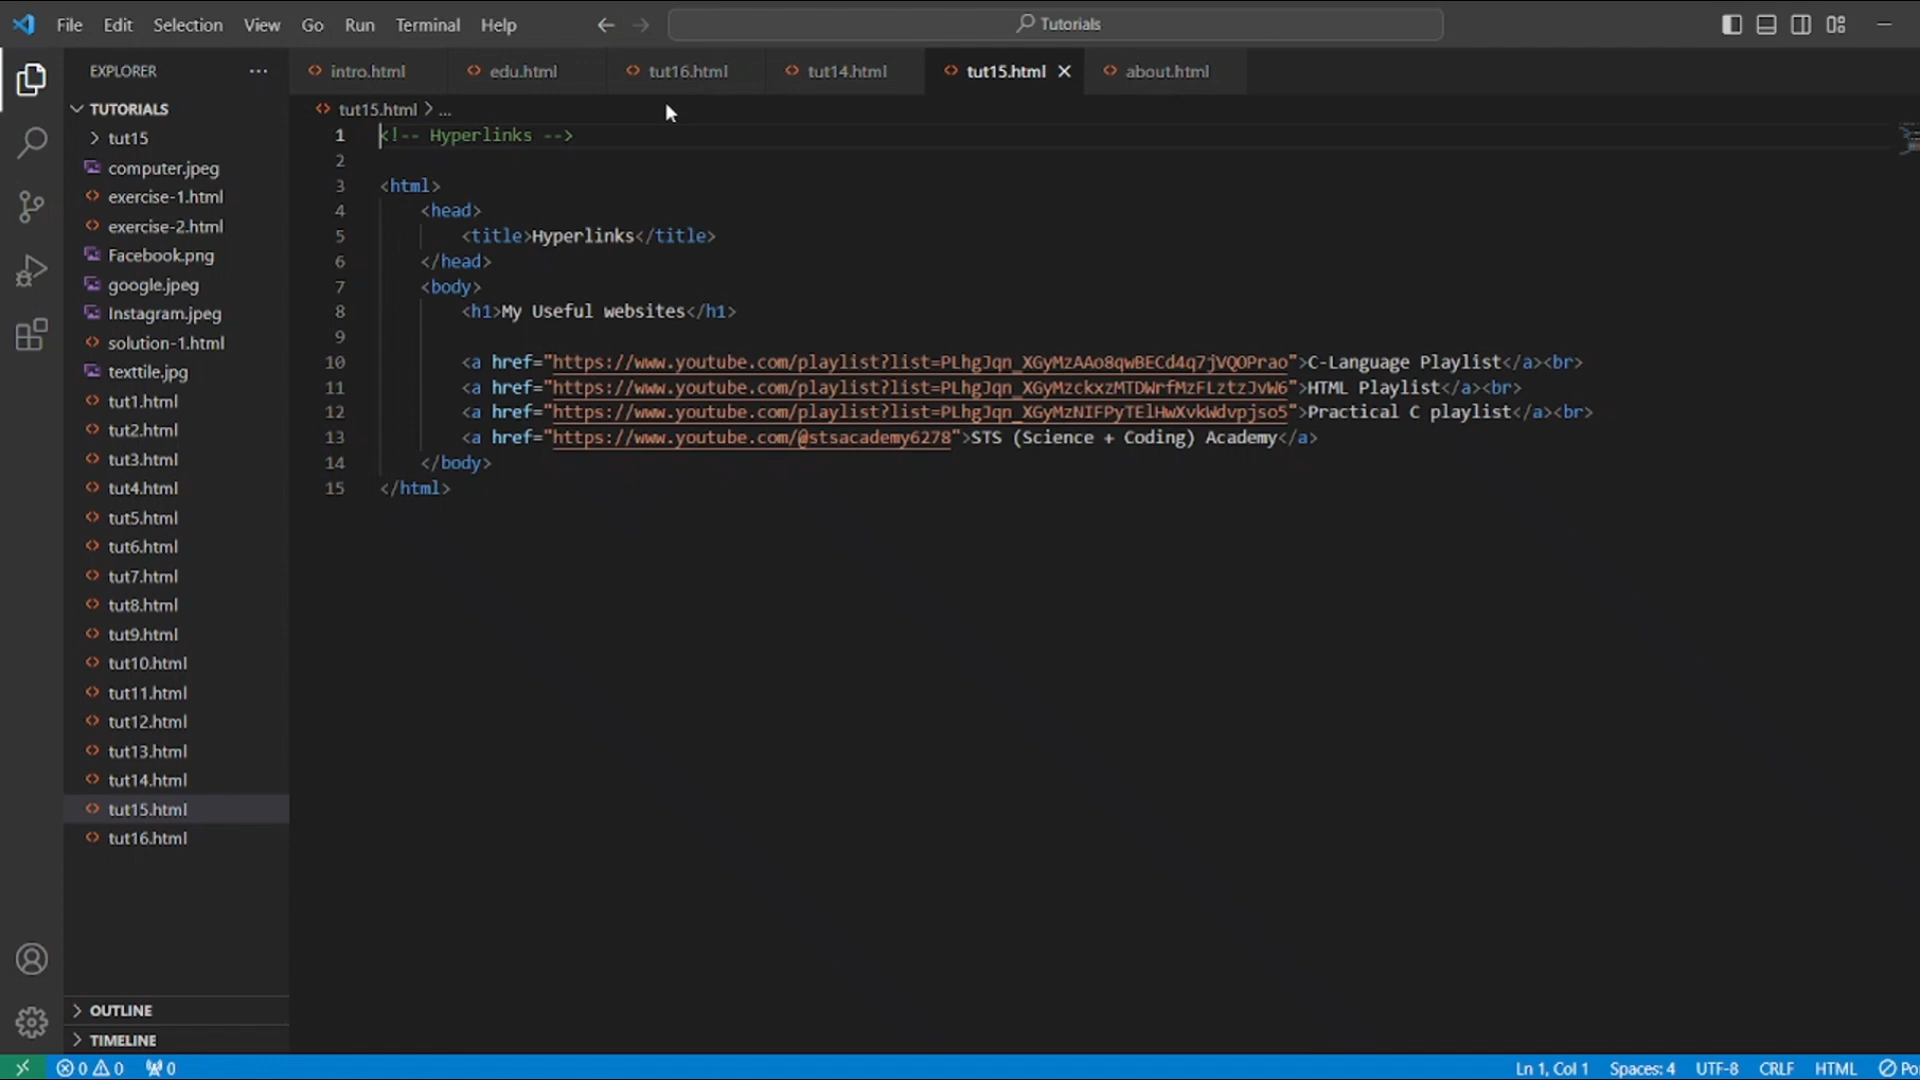 File Edit Selection View Go Run Terminal Help
Tutorials
EXPLORER
intro.html edu.html tut16.html tut14.html tut15.html about.html
TUTORIALS
tut15
computer.jpeg
exercise-1.html
exercise-2.html
Facebook.png
google.jpeg
Instagram.jpeg
solution-1.html
texttile.jpg
tut1.html
tut2.html
tut3.html
tut4.html
tut5.html
tut6.html
tut7.html
tut8.html
tut9.html
tut10.html
tut11.html
tut12.html
tut13.html
tut14.html
tut15.html
tut16.html
OUTLINE
TIMELINE
tut15.html > ...
1 <!-- Hyperlinks -->
2
3 <html>
4 <head>
5 <title>Hyperlinks</title>
6 </head>
7 <body>
8 <h1>My Useful websites</h1>
9
10 <a href="https://www.youtube.com/playlist?list=PLhgJqn_XGyMzAAo8qwBECd4q7jVQOPrao">C-Language Playlist</a><br>
11 <a href="https://www.youtube.com/playlist?list=PLhgJqn_XGyMzckxzMTDWrfMzFLztzJvW6">HTML Playlist</a><br>
12 <a href="https://www.youtube.com/playlist?list=PLhgJqn_XGyMzNIFPyTElHwXvkWdvpjso5">Practical C playlist</a><br>
13 <a href="https://www.youtube.com/@stsacademy6278">STS (Science + Coding) Academy</a>
14 </body>
15 </html>
0 0 0
Ln 1, Col 1 Spaces: 4 UTF-8 CRLF HTML Po